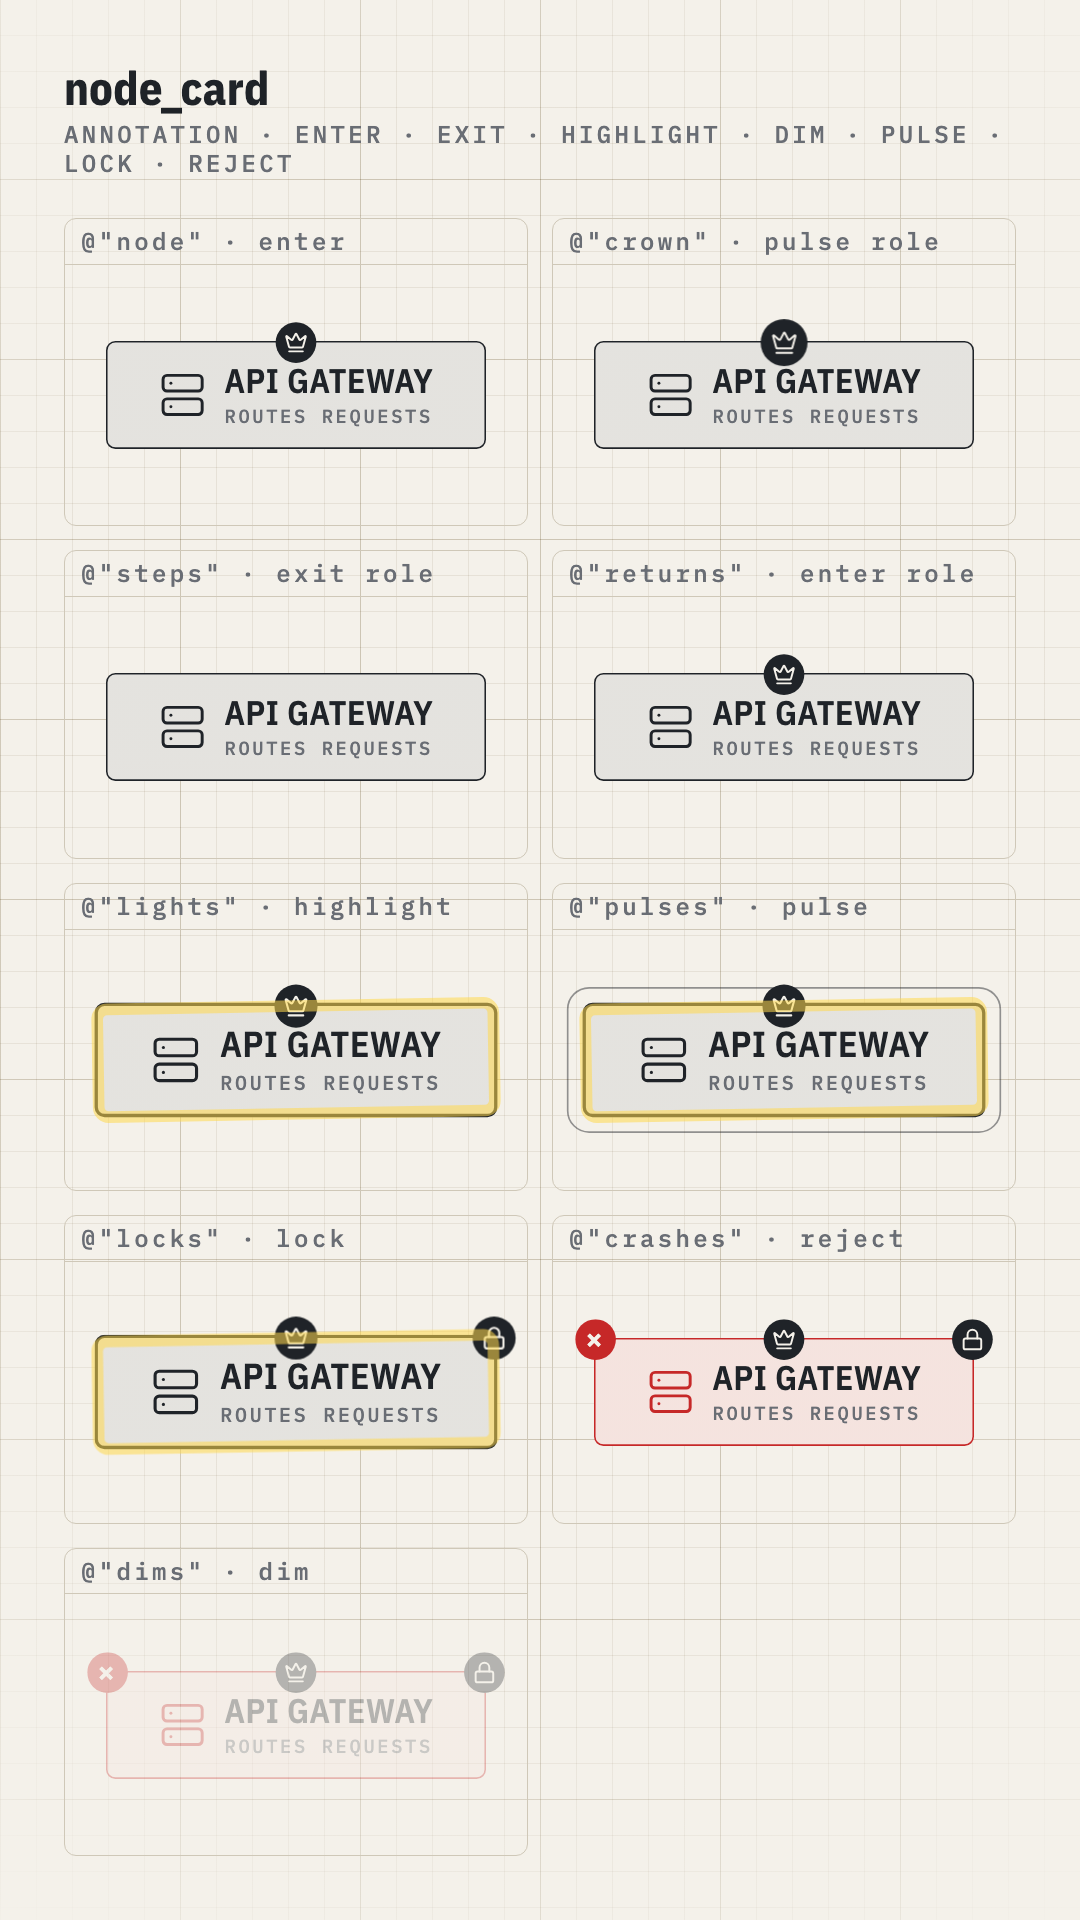 node_card
ANNOTATION · ENTER · EXIT · HIGHLIGHT · DIM · PULSE ·
LOCK · REJECT
@"node" · enter
API GATEWAY
ROUTES REQUESTS
@"crown" · pulse role
API GATEWAY
ROUTES REQUESTS
@"steps" · exit role
API GATEWAY
ROUTES REQUESTS
@"returns" · enter role
API GATEWAY
ROUTES REQUESTS
@"lights" · highlight
API GATEWAY
ROUTES REQUESTS
@"pulses" · pulse
API GATEWAY
ROUTES REQUESTS
@"locks" · lock
API GATEWAY
ROUTES REQUESTS
@"crashes" · reject
API GATEWAY
ROUTES REQUESTS
@"dims" · dim
API GATEWAY
ROUTES REQUESTS